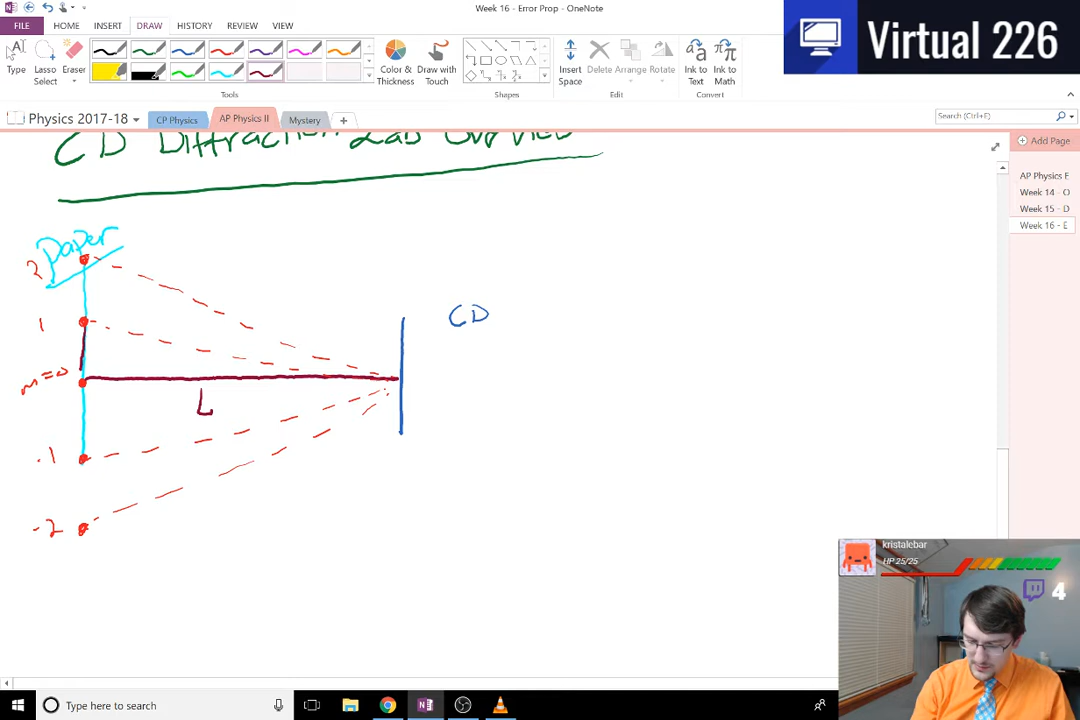 Week 16 - Error Prop - OneNote
FILE HOME INSERT DRAW HISTORY REVIEW VIEW
Virtual 226
Type Lasso Select Eraser Color & Thickness Draw with Touch Insert Space Delete Arrange Rotate Ink to Text Ink to Math
Tools Shapes Edit Convert
Physics 2017-18 CP Physics AP Physics II Mystery Search (Ctrl+E)
CD Diffraction Lab Overview
Add Page
AP Physics E
Week 14 - O
Week 15 - D
Week 16 - E
paper
2
1
CD
m=0
L
-1
-2
kristalebar
HP 25/25
4
Type here to search